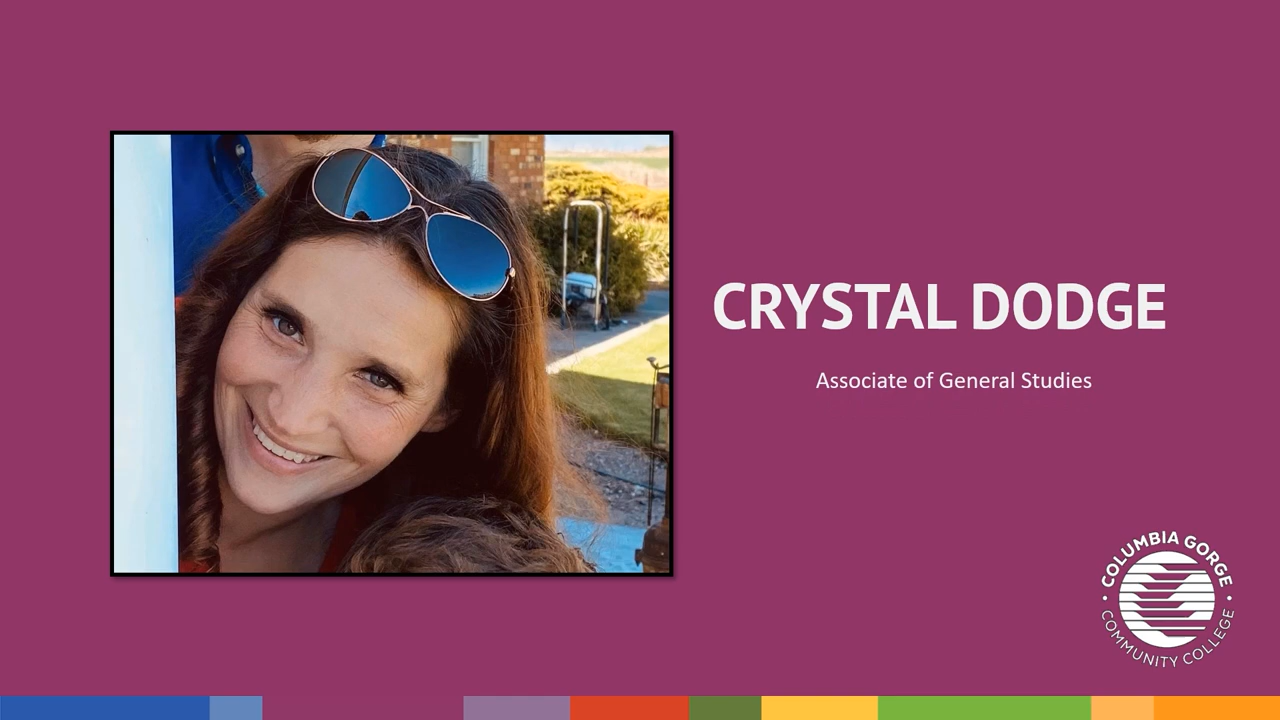 CRYSTAL DODGE
Associate of General Studies
COLUMBIA GORGE
COMMUNITY COLLEGE